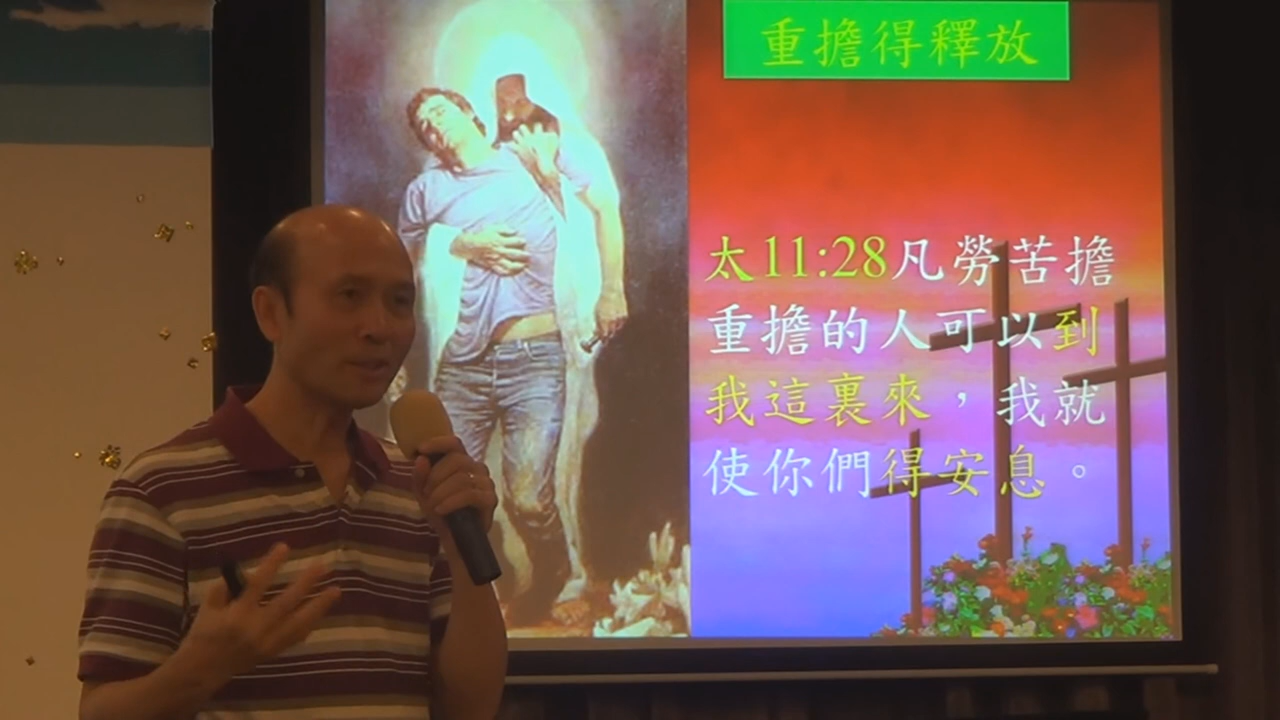 重擔得釋放
太11:28凡勞苦擔
重擔的人可以到
我這裏來，我就
使你們得安息。